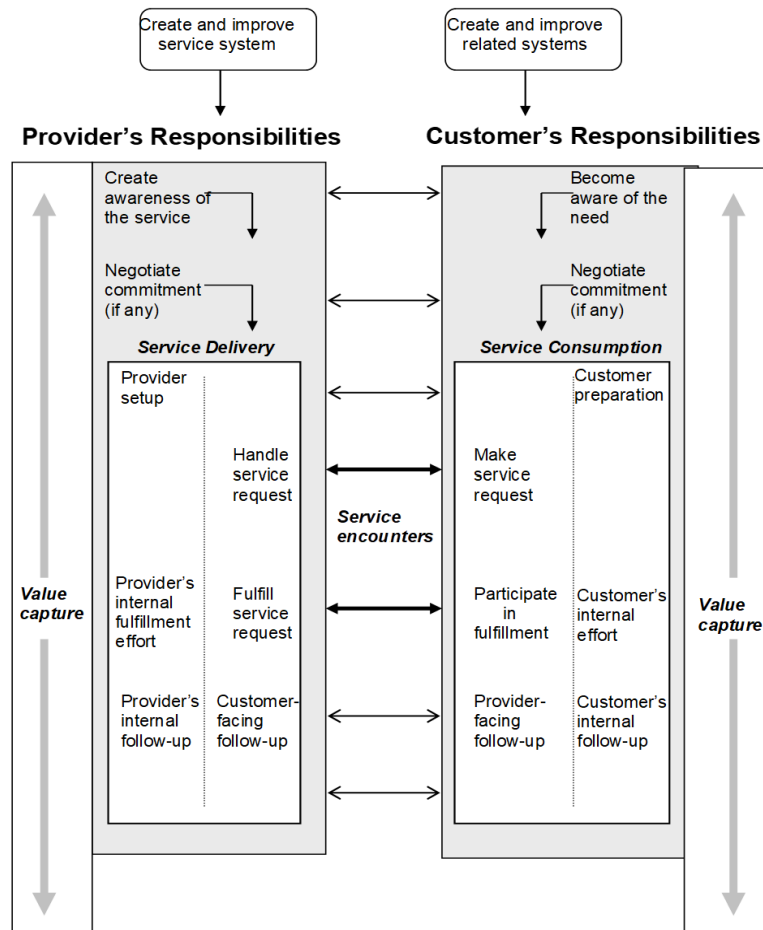 Create and improve
service system
Create and improve
related systems
Provider's Responsibilities
Customer's Responsibilities
Create
awareness of
the service
Become
aware of the
need
Negotiate
commitment
(if any)
Negotiate
commitment
(if any)
Service Delivery
Service Consumption
Provider
setup
Customer
preparation
Handle
service
request
Make
service
request
Service
encounters
Value
capture
Provider's
internal
fulfillment
effort
Fulfill
service
request
Participate
in
fulfillment
Customer's
internal
effort
Value
capture
Provider's
internal
follow-up
Customer-
facing
follow-up
Provider-
facing
follow-up
Customer's
internal
follow-up